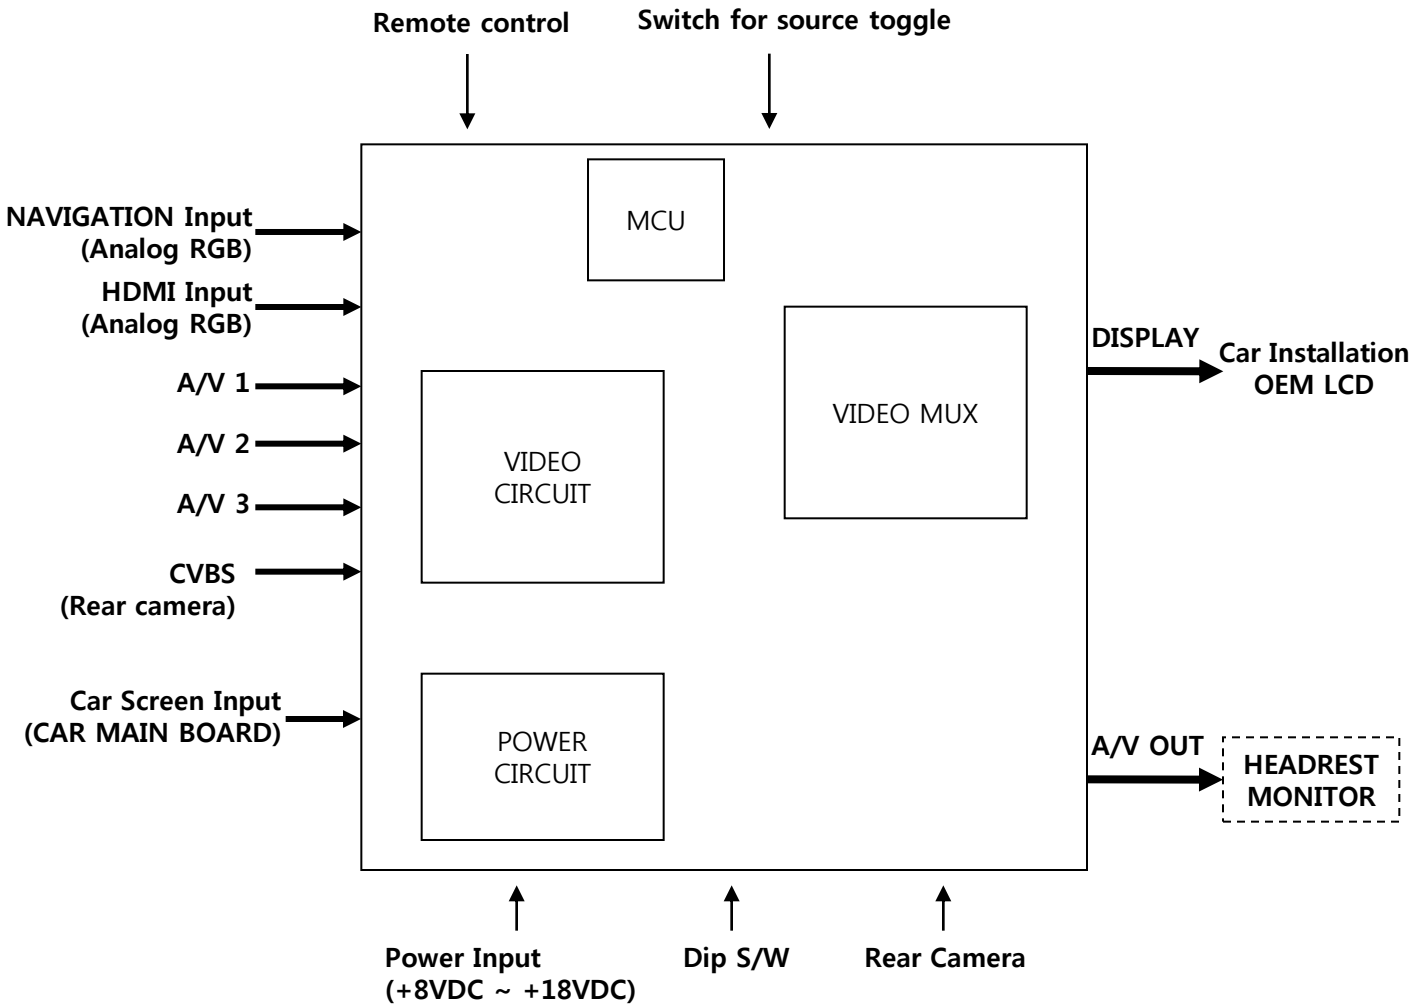 Remote control
Switch for source toggle
NAVIGATION Input
(Analog RGB)
HDMI Input
(Analog RGB)
A/V 1
A/V 2
A/V 3
CVBS
(Rear camera)
Car Screen Input
(CAR MAIN BOARD)
MCU
VIDEO
CIRCUIT
VIDEO MUX
POWER
CIRCUIT
DISPLAY
Car Installation
OEM LCD
A/V OUT
HEADREST
MONITOR
Power Input
(+8VDC ~ +18VDC)
Dip S/W
Rear Camera